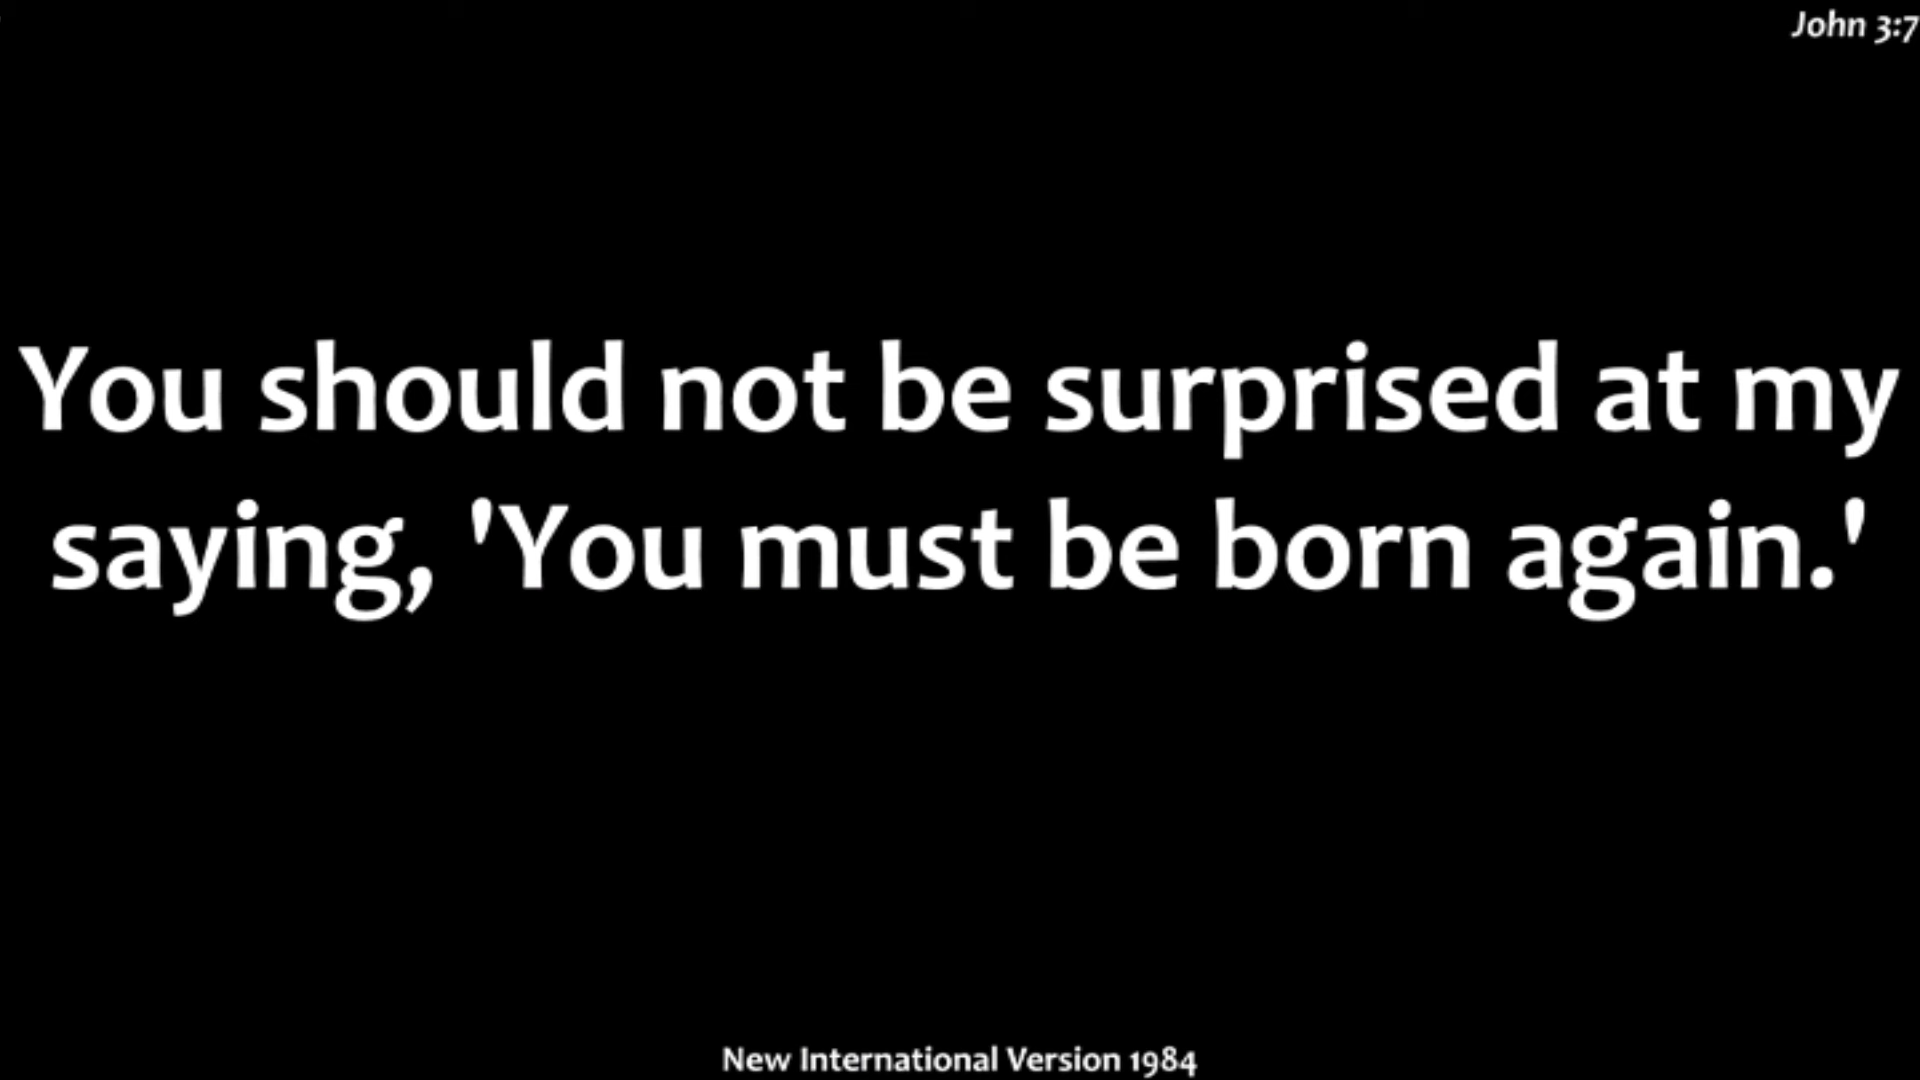 John 3:7
You should not be surprised at my
saying, 'You must be born again.'
New International Version 1984